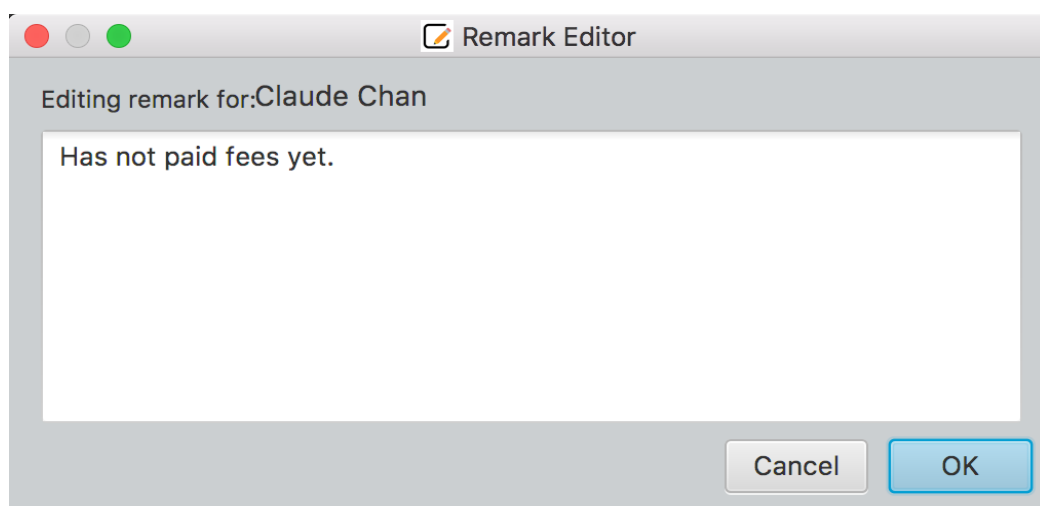 Remark Editor
Editing remark for:Claude Chan
Has not paid fees yet.
Cancel OK